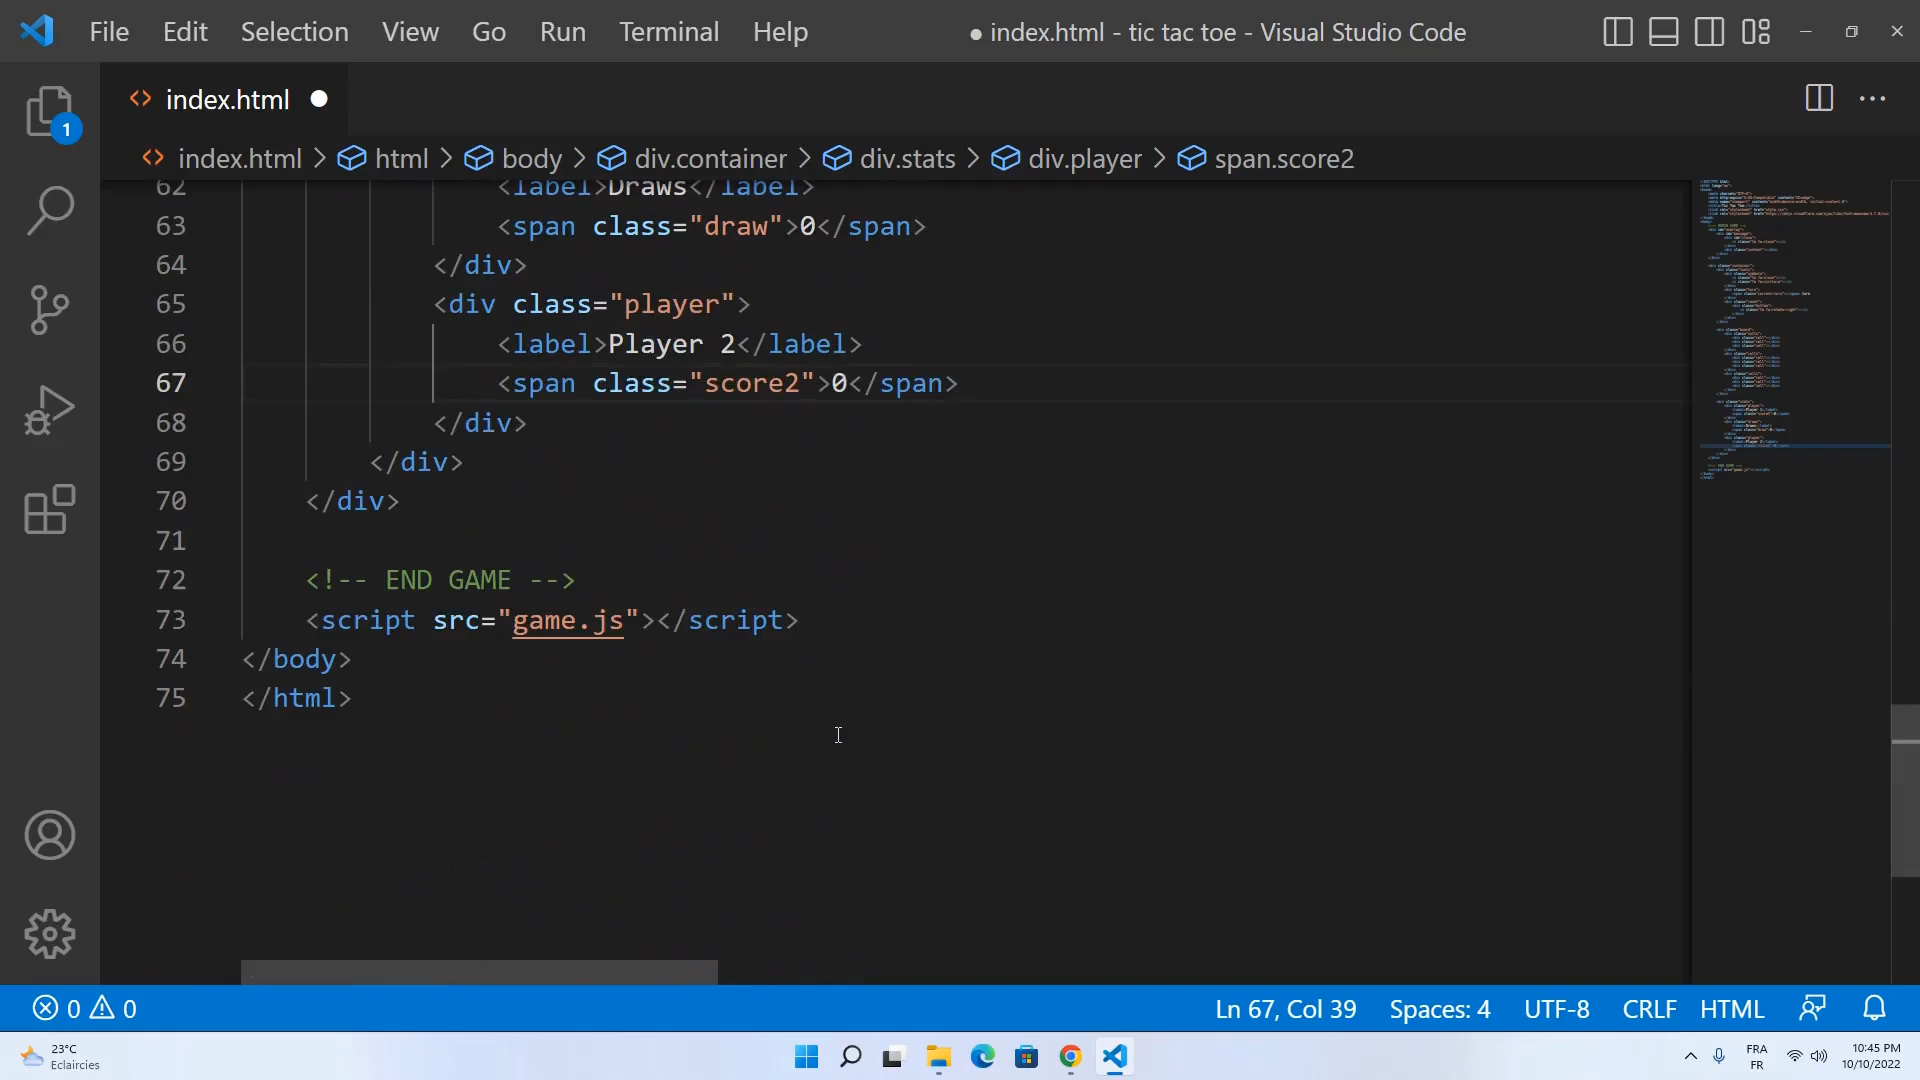 File Edit Selection View Go Run Terminal Help ● index.html - tic tac toe - Visual Studio Code
index.html
1
index.html > html > body > div.container > div.stats > div.player > span.score2
62 <label>Draws</label>
63 <span class="draw">0</span>
64 </div>
65 <div class="player">
66 <label>Player 2</label>
67 <span class="score2">0</span>
68 </div>
69 </div>
70 </div>
71
72 <!-- END GAME -->
73 <script src="game.js"></script>
74 </body>
75 </html>
0 0 Ln 67, Col 39 Spaces: 4 UTF-8 CRLF HTML
23°C
Eclaircies
FRA
FR
10:45 PM
10/10/2022